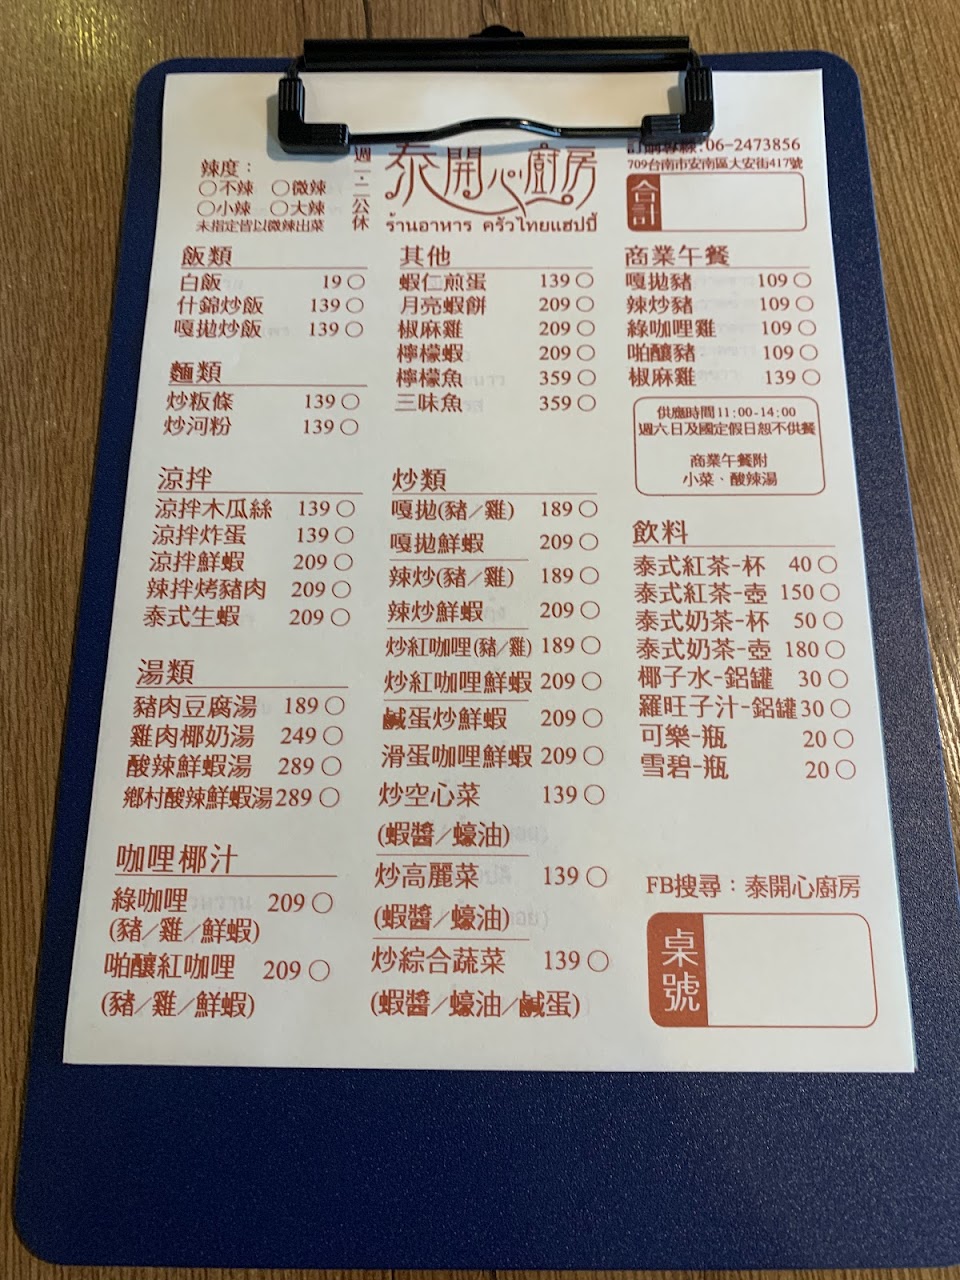 辣度：
○不辣 ○微辣
○小辣 ○大辣
未指定皆以微辣出菜
週一・二公休
泰開心廚房
ร้านอาหาร ครัวไทยแฮปปี้
06-2473856
709台南市安南區大安街417號
合計
飯類
白飯 19○
什錦炒飯 139○
嘎拋炒飯 139○
麵類
炒粄條 139○
炒河粉 139○
涼拌
涼拌木瓜絲 139○
涼拌炸蛋 139○
涼拌鮮蝦 209○
辣拌烤豬肉 209○
泰式生蝦 209○
湯類
豬肉豆腐湯 189○
雞肉椰奶湯 249○
酸辣鮮蝦湯 289○
鄉村酸辣鮮蝦湯289○
咖哩椰汁
綠咖哩 209○
(豬／雞／鮮蝦)
啪釀紅咖哩 209○
(豬／雞／鮮蝦)
其他
蝦仁煎蛋 139○
月亮蝦餅 209○
椒麻雞 209○
檸檬蝦 209○
檸檬魚 359○
三味魚 359○
炒類
嘎拋(豬／雞) 189○
嘎拋鮮蝦 209○
辣炒(豬／雞) 189○
辣炒鮮蝦 209○
炒紅咖哩(豬／雞) 189○
炒紅咖哩鮮蝦 209○
鹹蛋炒鮮蝦 209○
滑蛋咖哩鮮蝦 209○
炒空心菜 139○
(蝦醬／蠔油)
炒高麗菜 139○
(蝦醬／蠔油)
炒綜合蔬菜 139○
(蝦醬／蠔油／鹹蛋)
商業午餐
嘎拋豬 109○
辣炒豬 109○
綠咖哩雞 109○
啪釀豬 109○
椒麻雞 139○
供應時間11:00-14:00
週六.日及國定假日恕不供餐
商業午餐附
小菜、酸辣湯
飲料
泰式紅茶-杯 40○
泰式紅茶-壺 150○
泰式奶茶-杯 50○
泰式奶茶-壺 180○
椰子水-鋁罐 30○
羅旺子汁-鋁罐30○
可樂-瓶 20○
雪碧-瓶 20○
FB搜尋：泰開心廚房
桌號